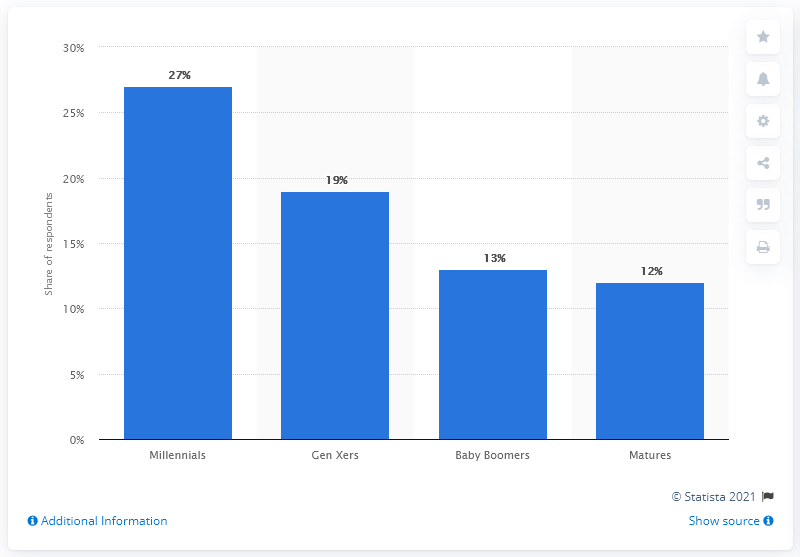 30%
27%
25%
20%
19%
15%
13%
12%
10%
5%
0%
Share of respondents
Millennials
Gen Xers
Baby Boomers
Matures
© Statista 2021
Additional Information
Show source